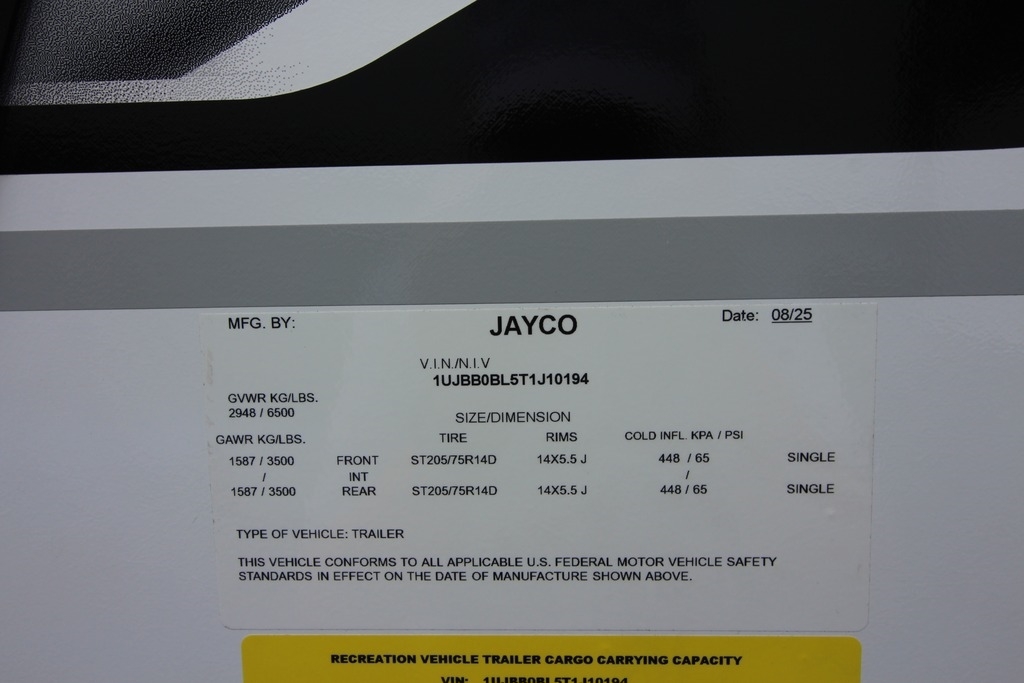 MFG. BY: JAYCO Date: 08/25
V.I.N./N.I.V
1UJBB0BL5T1J10194
GVWR KG/LBS.
2948 / 6500
SIZE/DIMENSION
GAWR KG/LBS. TIRE RIMS COLD INFL. KPA / PSI
1587 / 3500 FRONT ST205/75R14D 14X5.5 J 448 / 65 SINGLE
/ INT /
1587 / 3500 REAR ST205/75R14D 14X5.5 J 448 / 65 SINGLE
TYPE OF VEHICLE: TRAILER
THIS VEHICLE CONFORMS TO ALL APPLICABLE U.S. FEDERAL MOTOR VEHICLE SAFETY
STANDARDS IN EFFECT ON THE DATE OF MANUFACTURE SHOWN ABOVE.
RECREATION VEHICLE TRAILER CARGO CARRYING CAPACITY
VIN: 1UJBB0BL5T1J10194